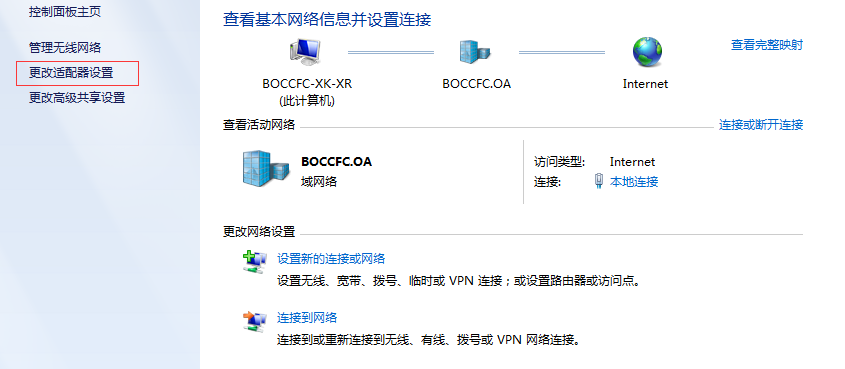 控制面板主页
管理无线网络
更改适配器设置
更改高级共享设置
查看基本网络信息并设置连接
查看完整映射
BOCCFC-XK-XR
(此计算机)
BOCCFC.OA
Internet
查看活动网络
连接或断开连接
BOCCFC.OA
域网络
访问类型: Internet
连接: 本地连接
更改网络设置
设置新的连接或网络
设置无线、宽带、拨号、临时或 VPN 连接；或设置路由器或访问点。
连接到网络
连接到或重新连接到无线、有线、拨号或 VPN 网络连接。